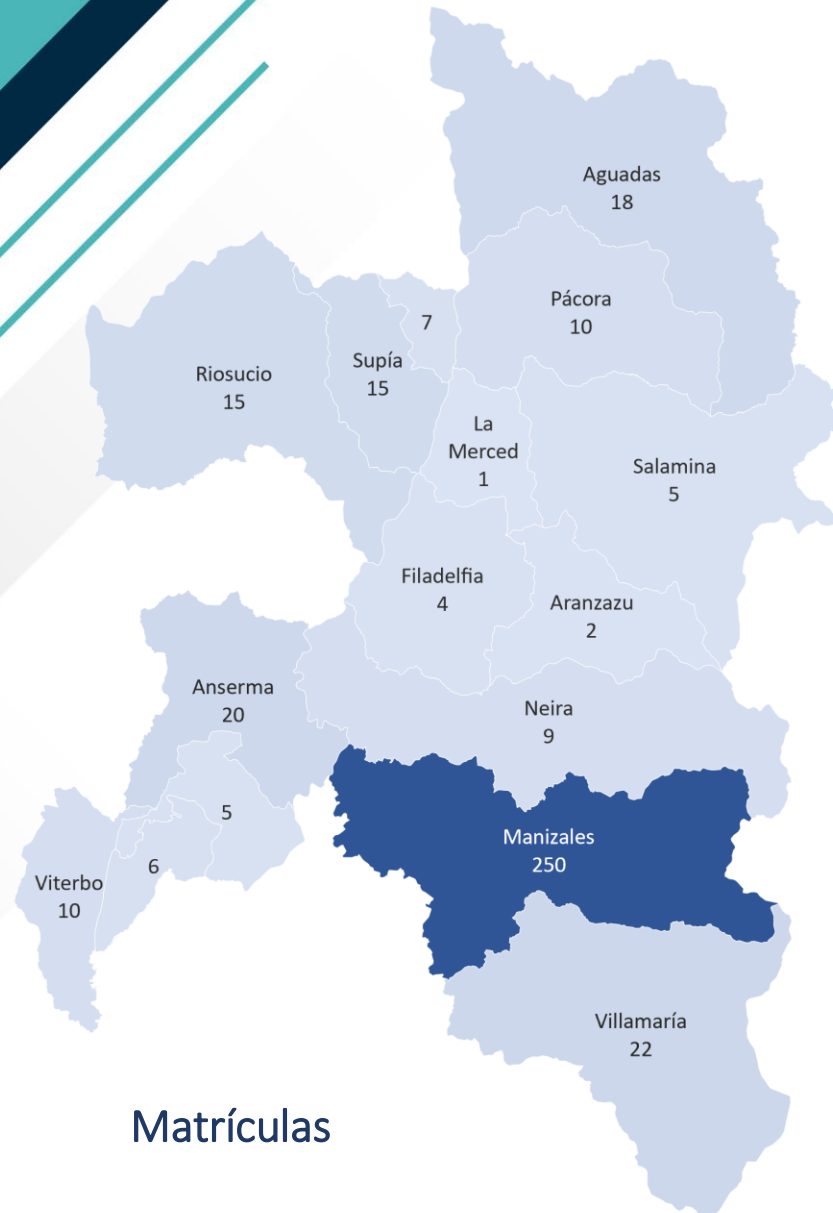 Aguadas
18
Pácora
10
7
Supía
15
Riosucio
15
La
Merced
1
Salamina
5
Filadelfia
4
Aranzazu
2
Anserma
20
Neira
9
5
Manizales
250
6
Viterbo
10
Villamaría
22
Matrículas